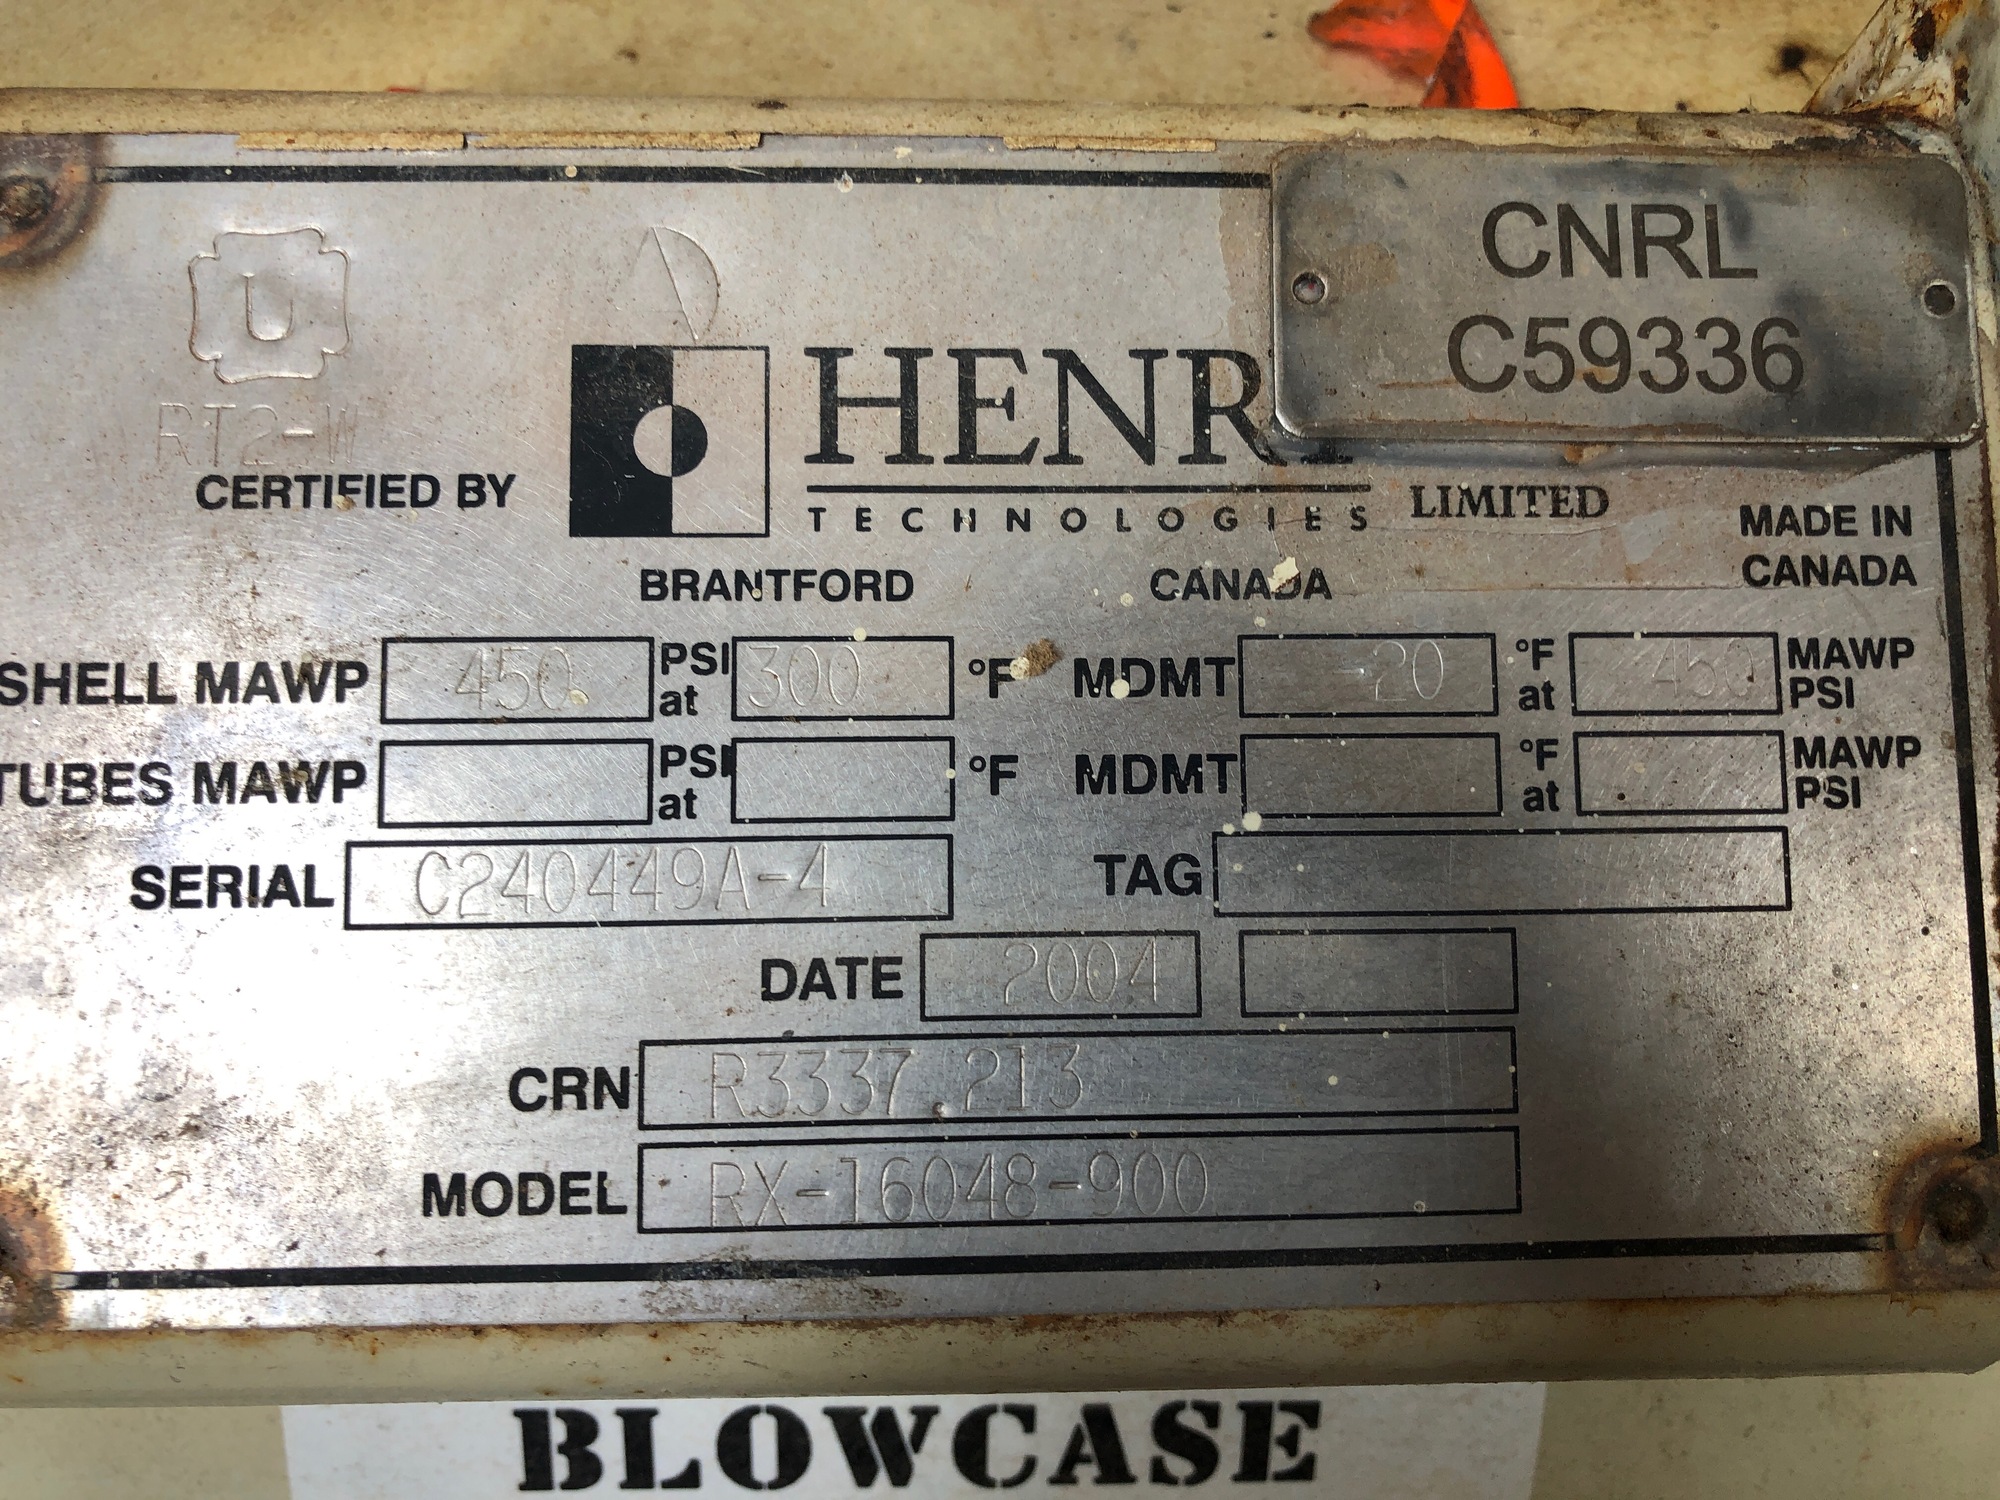 CNRL
C59336
U
RT2-W
CERTIFIED BY
HENRY
TECHNOLOGIES LIMITED
MADE IN
CANADA
BRANTFORD CANADA
SHELL MAWP 450 PSI at 300 °F MDMT -20 °F at 450 MAWP PSI
TUBES MAWP PSI at °F MDMT °F at MAWP PSI
SERIAL C240449A-4 TAG
DATE 2004
CRN R3337.213
MODEL RX-16048-900
BLOWCASE